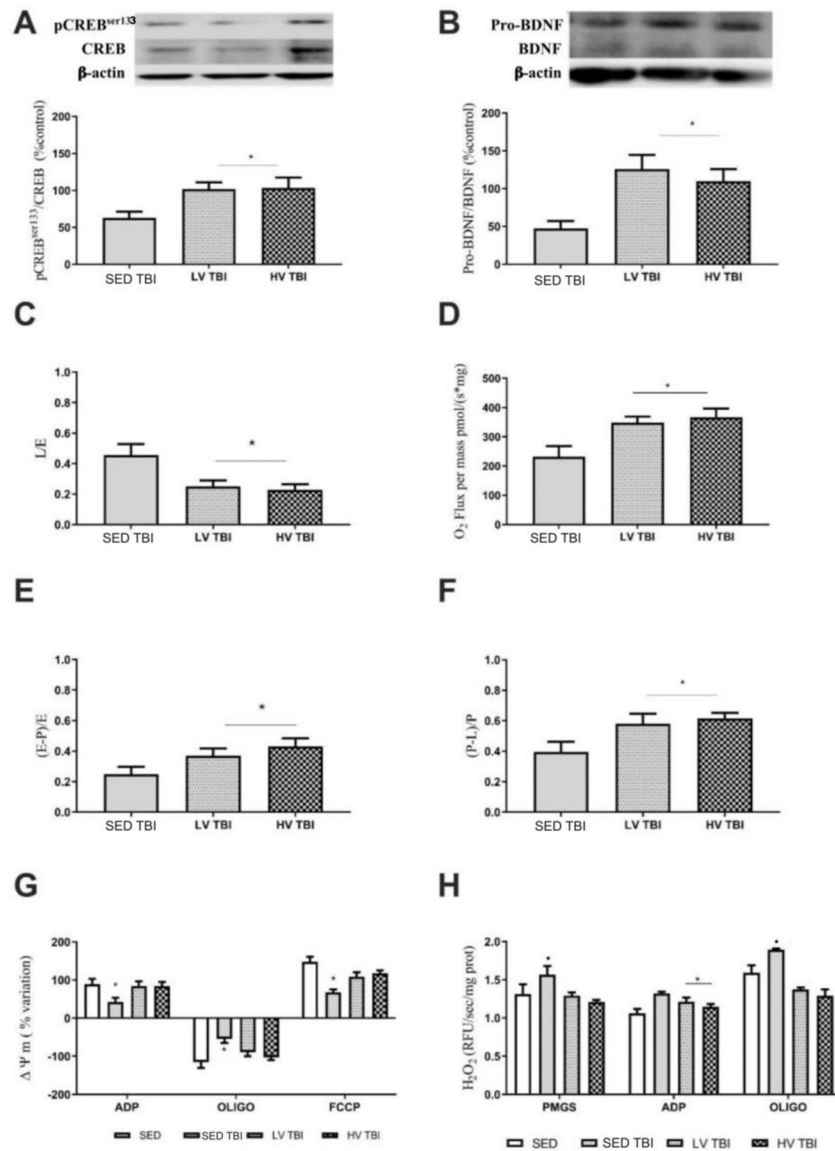 A
pCREBser133
CREB
β-actin
pCREBser133/CREB (%control)
200
150
100
50
0
*
SED TBI LV TBI HV TBI
B
Pro-BDNF
BDNF
β-actin
Pro-BDNF/BDNF (%control)
200
150
100
50
0
*
SED TBI LV TBI HV TBI
C
L/E
1.0
0.8
0.6
0.4
0.2
0.0
*
SED TBI LV TBI HV TBI
D
O2 Flux per mass pmol/(s*mg)
500
400
300
200
100
0
*
SED TBI LV TBI HV TBI
E
(E-P)/E
1.0
0.8
0.6
0.4
0.2
0.0
*
SED TBI LV TBI HV TBI
F
(P-L)/P
1.0
0.8
0.6
0.4
0.2
0.0
*
SED TBI LV TBI HV TBI
G
Δ Ψ m ( % variation)
200
100
0
-100
-200
* * *
ADP OLIGO FCCP
SED SED TBI LV TBI HV TBI
H
H2O2 (RFU/sec/mg prot)
2.0
1.5
1.0
0.5
0.0
* * *
PMGS ADP OLIGO
SED SED TBI LV TBI HV TBI